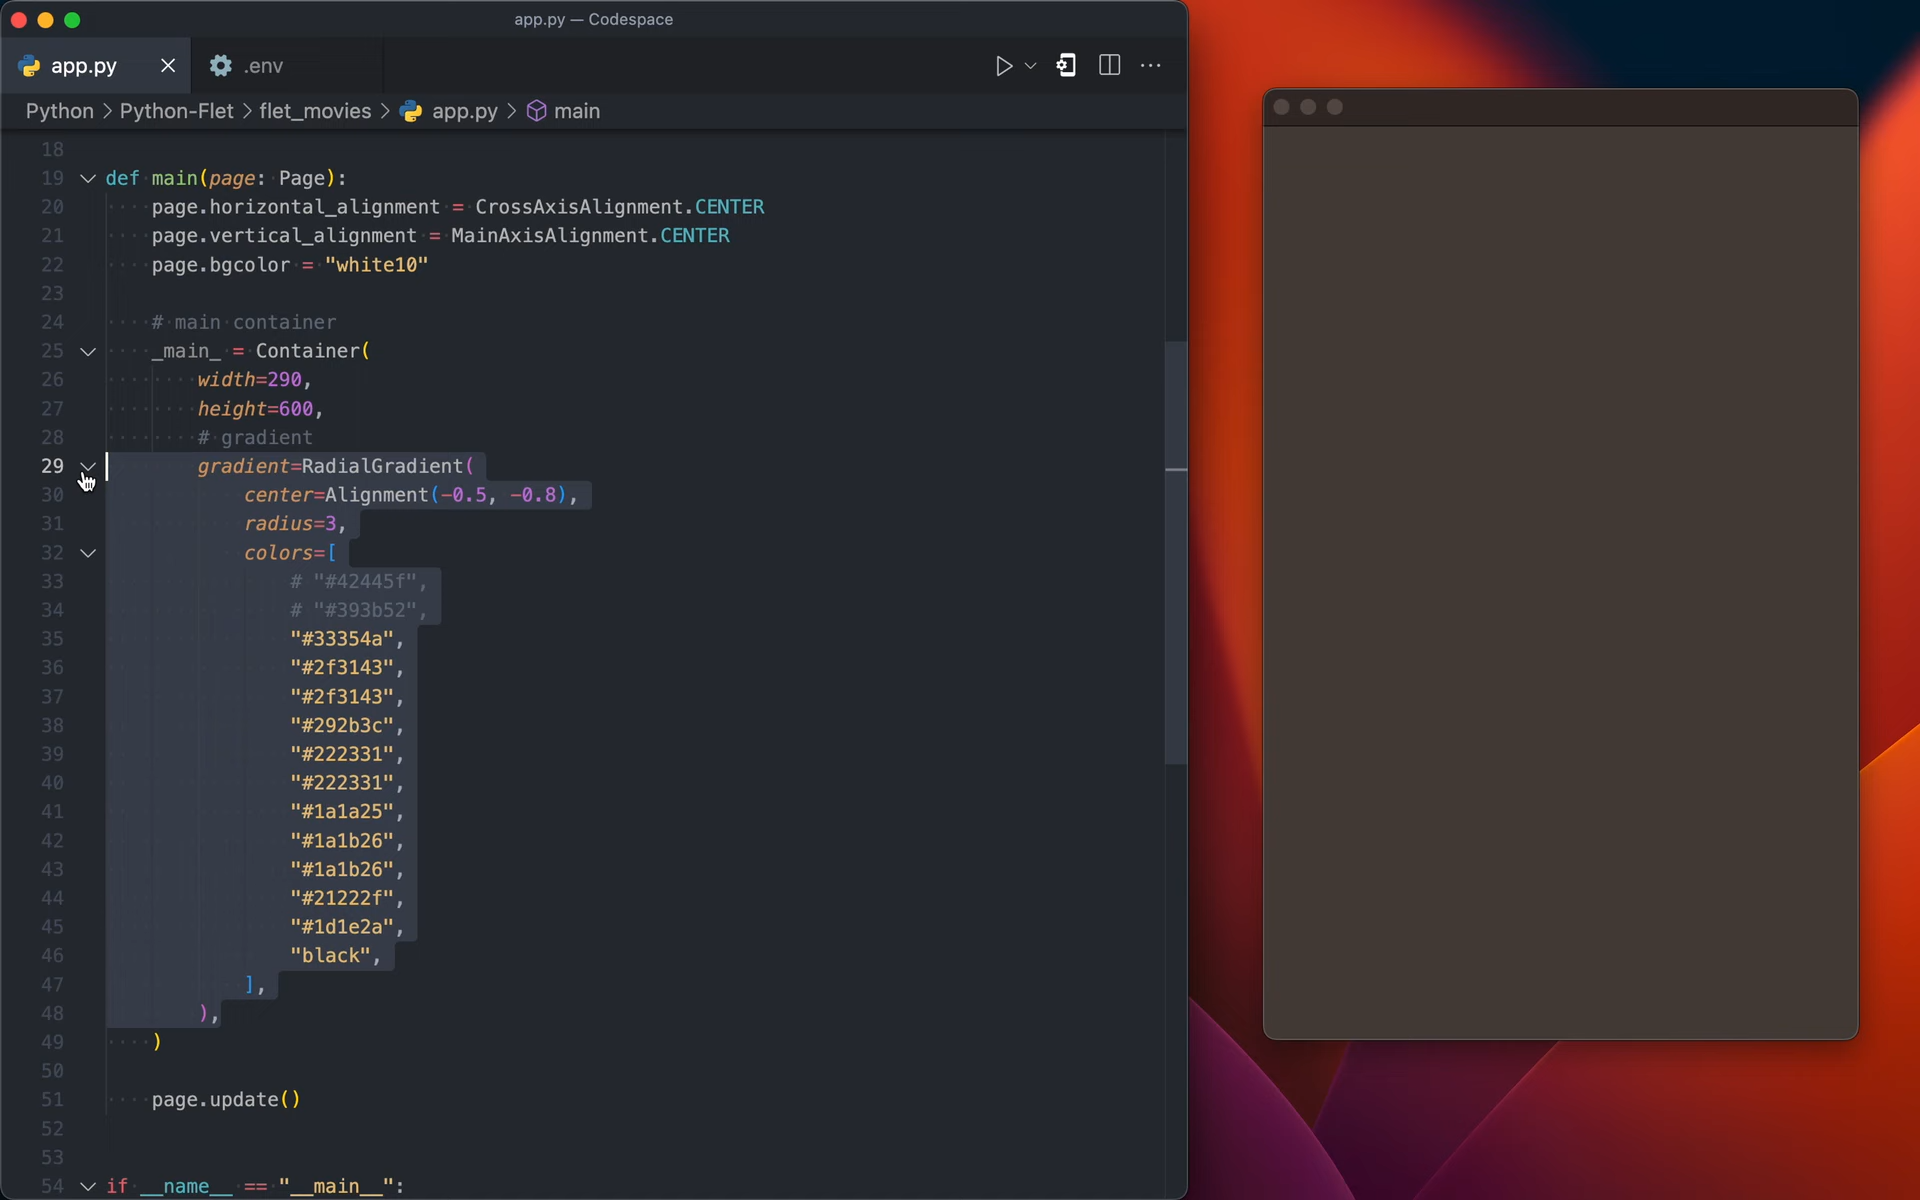 app.py — Codespace
app.py
.env
Python > Python-Flet > flet_movies > app.py > main
18
19 def main(page: Page):
20 page.horizontal_alignment = CrossAxisAlignment.CENTER
21 page.vertical_alignment = MainAxisAlignment.CENTER
22 page.bgcolor = "white10"
23
24 # main container
25 _main_ = Container(
26 width=290,
27 height=600,
28 # gradient
29 gradient=RadialGradient(
30 center=Alignment(-0.5, -0.8),
31 radius=3,
32 colors=[
33 # "#42445f",
34 # "#393b52",
35 "#33354a",
36 "#2f3143",
37 "#2f3143",
38 "#292b3c",
39 "#222331",
40 "#222331",
41 "#1a1a25",
42 "#1a1b26",
43 "#1a1b26",
44 "#21222f",
45 "#1d1e2a",
46 "black",
47 ],
48 ),
49 )
50
51 page.update()
52
53
54 if __name__ == "__main__":